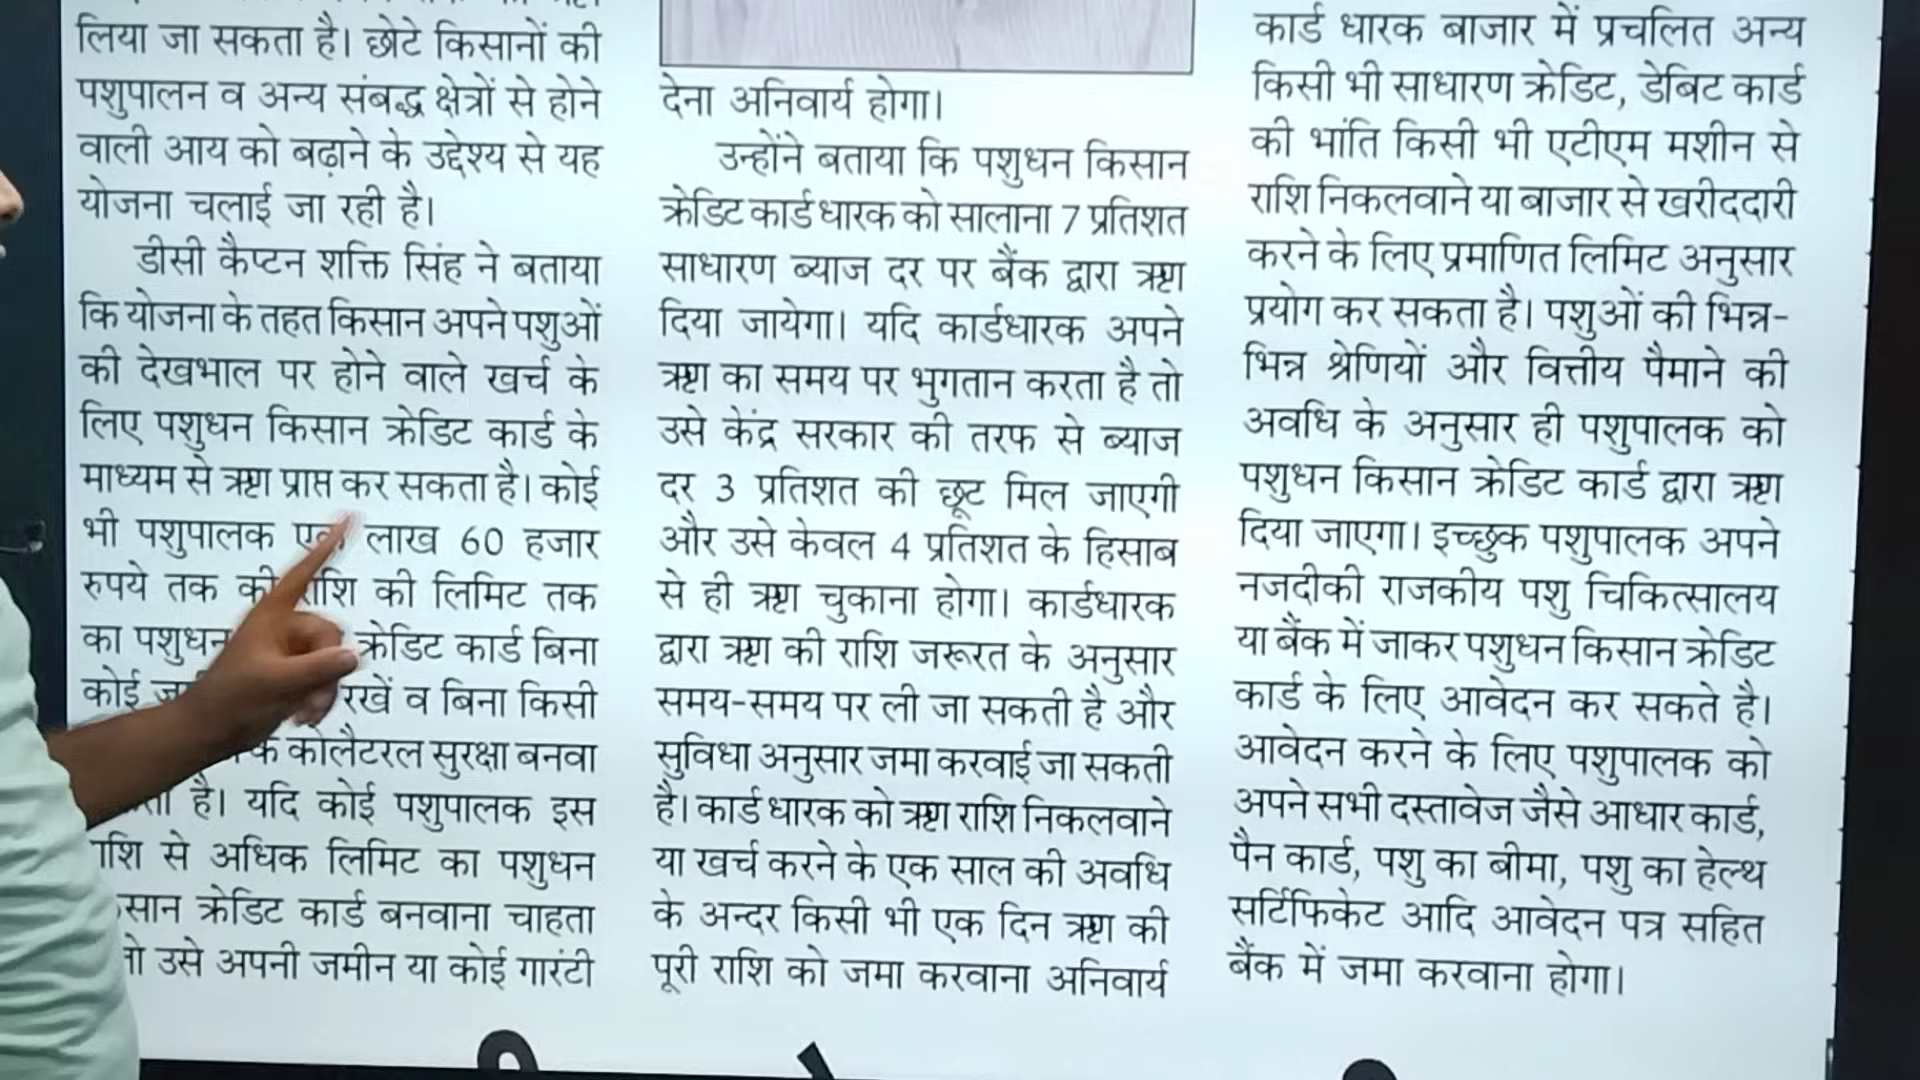 लिया जा सकता है। छोटे किसानों की
पशुपालन व अन्य संबद्ध क्षेत्रों से होने
वाली आय को बढ़ाने के उद्देश्य से यह
योजना चलाई जा रही है।
डीसी कैप्टन शक्ति सिंह ने बताया
कि योजना के तहत किसान अपने पशुओं
की देखभाल पर होने वाले खर्च के
लिए पशुधन किसान क्रेडिट कार्ड के
माध्यम से ऋण प्राप्त कर सकता है। कोई
भी पशुपालक एक लाख 60 हजार
रुपये तक की राशि की लिमिट तक
का पशुधन क्रेडिट कार्ड बिना
कोई रखें व बिना किसी
के कोलैटरल सुरक्षा बनवा
है। यदि कोई पशुपालक इस
राशि से अधिक लिमिट का पशुधन
किसान क्रेडिट कार्ड बनवाना चाहता
तो उसे अपनी जमीन या कोई गारंटी
देना अनिवार्य होगा।
उन्होंने बताया कि पशुधन किसान
क्रेडिट कार्ड धारक को सालाना 7 प्रतिशत
साधारण ब्याज दर पर बैंक द्वारा ऋण
दिया जायेगा। यदि कार्डधारक अपने
ऋण का समय पर भुगतान करता है तो
उसे केंद्र सरकार की तरफ से ब्याज
दर 3 प्रतिशत की छूट मिल जाएगी
और उसे केवल 4 प्रतिशत के हिसाब
से ही ऋण चुकाना होगा। कार्डधारक
द्वारा ऋण की राशि जरूरत के अनुसार
समय-समय पर ली जा सकती है और
सुविधा अनुसार जमा करवाई जा सकती
है। कार्ड धारक को ऋण राशि निकलवाने
या खर्च करने के एक साल की अवधि
के अन्दर किसी भी एक दिन ऋण की
पूरी राशि को जमा करवाना अनिवार्य
कार्ड धारक बाजार में प्रचलित अन्य
किसी भी साधारण क्रेडिट, डेबिट कार्ड
की भांति किसी भी एटीएम मशीन से
राशि निकलवाने या बाजार से खरीददारी
करने के लिए प्रमाणित लिमिट अनुसार
प्रयोग कर सकता है। पशुओं की भिन्न-
भिन्न श्रेणियों और वित्तीय पैमाने की
अवधि के अनुसार ही पशुपालक को
पशुधन किसान क्रेडिट कार्ड द्वारा ऋण
दिया जाएगा। इच्छुक पशुपालक अपने
नजदीकी राजकीय पशु चिकित्सालय
या बैंक में जाकर पशुधन किसान क्रेडिट
कार्ड के लिए आवेदन कर सकते है।
आवेदन करने के लिए पशुपालक को
अपने सभी दस्तावेज जैसे आधार कार्ड,
पैन कार्ड, पशु का बीमा, पशु का हेल्थ
सर्टिफिकेट आदि आवेदन पत्र सहित
बैंक में जमा करवाना होगा।